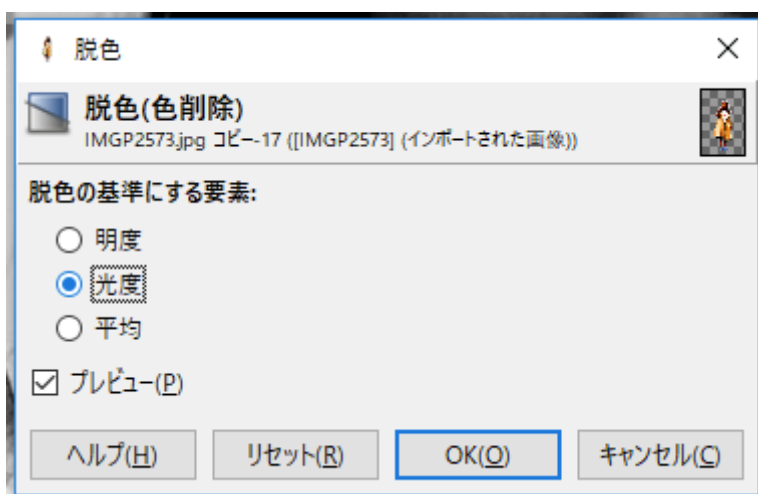 脱色
脱色(色削除)
IMGP2573.jpg コピー-17 ([IMGP2573] (インポートされた画像))
脱色の基準にする要素:
明度
光度
平均
プレビュー(P)
ヘルプ(H) リセット(R) OK(O) キャンセル(C)